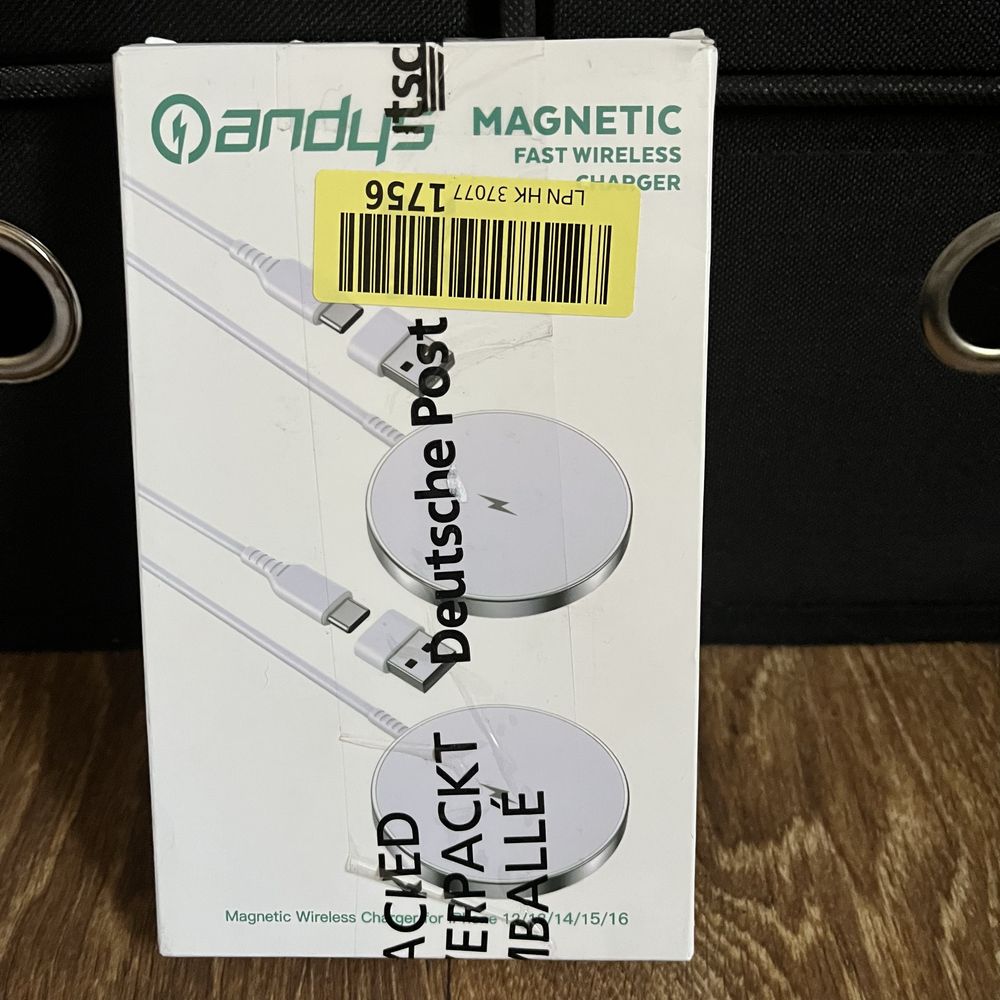 andys
MAGNETIC
FAST WIRELESS
CHARGER
LPN HK 37077 1756
Deutsche Post
ACKED
ERPACKT
MBALLÉ
Magnetic Wireless Charger for iPhone 12/13/14/15/16